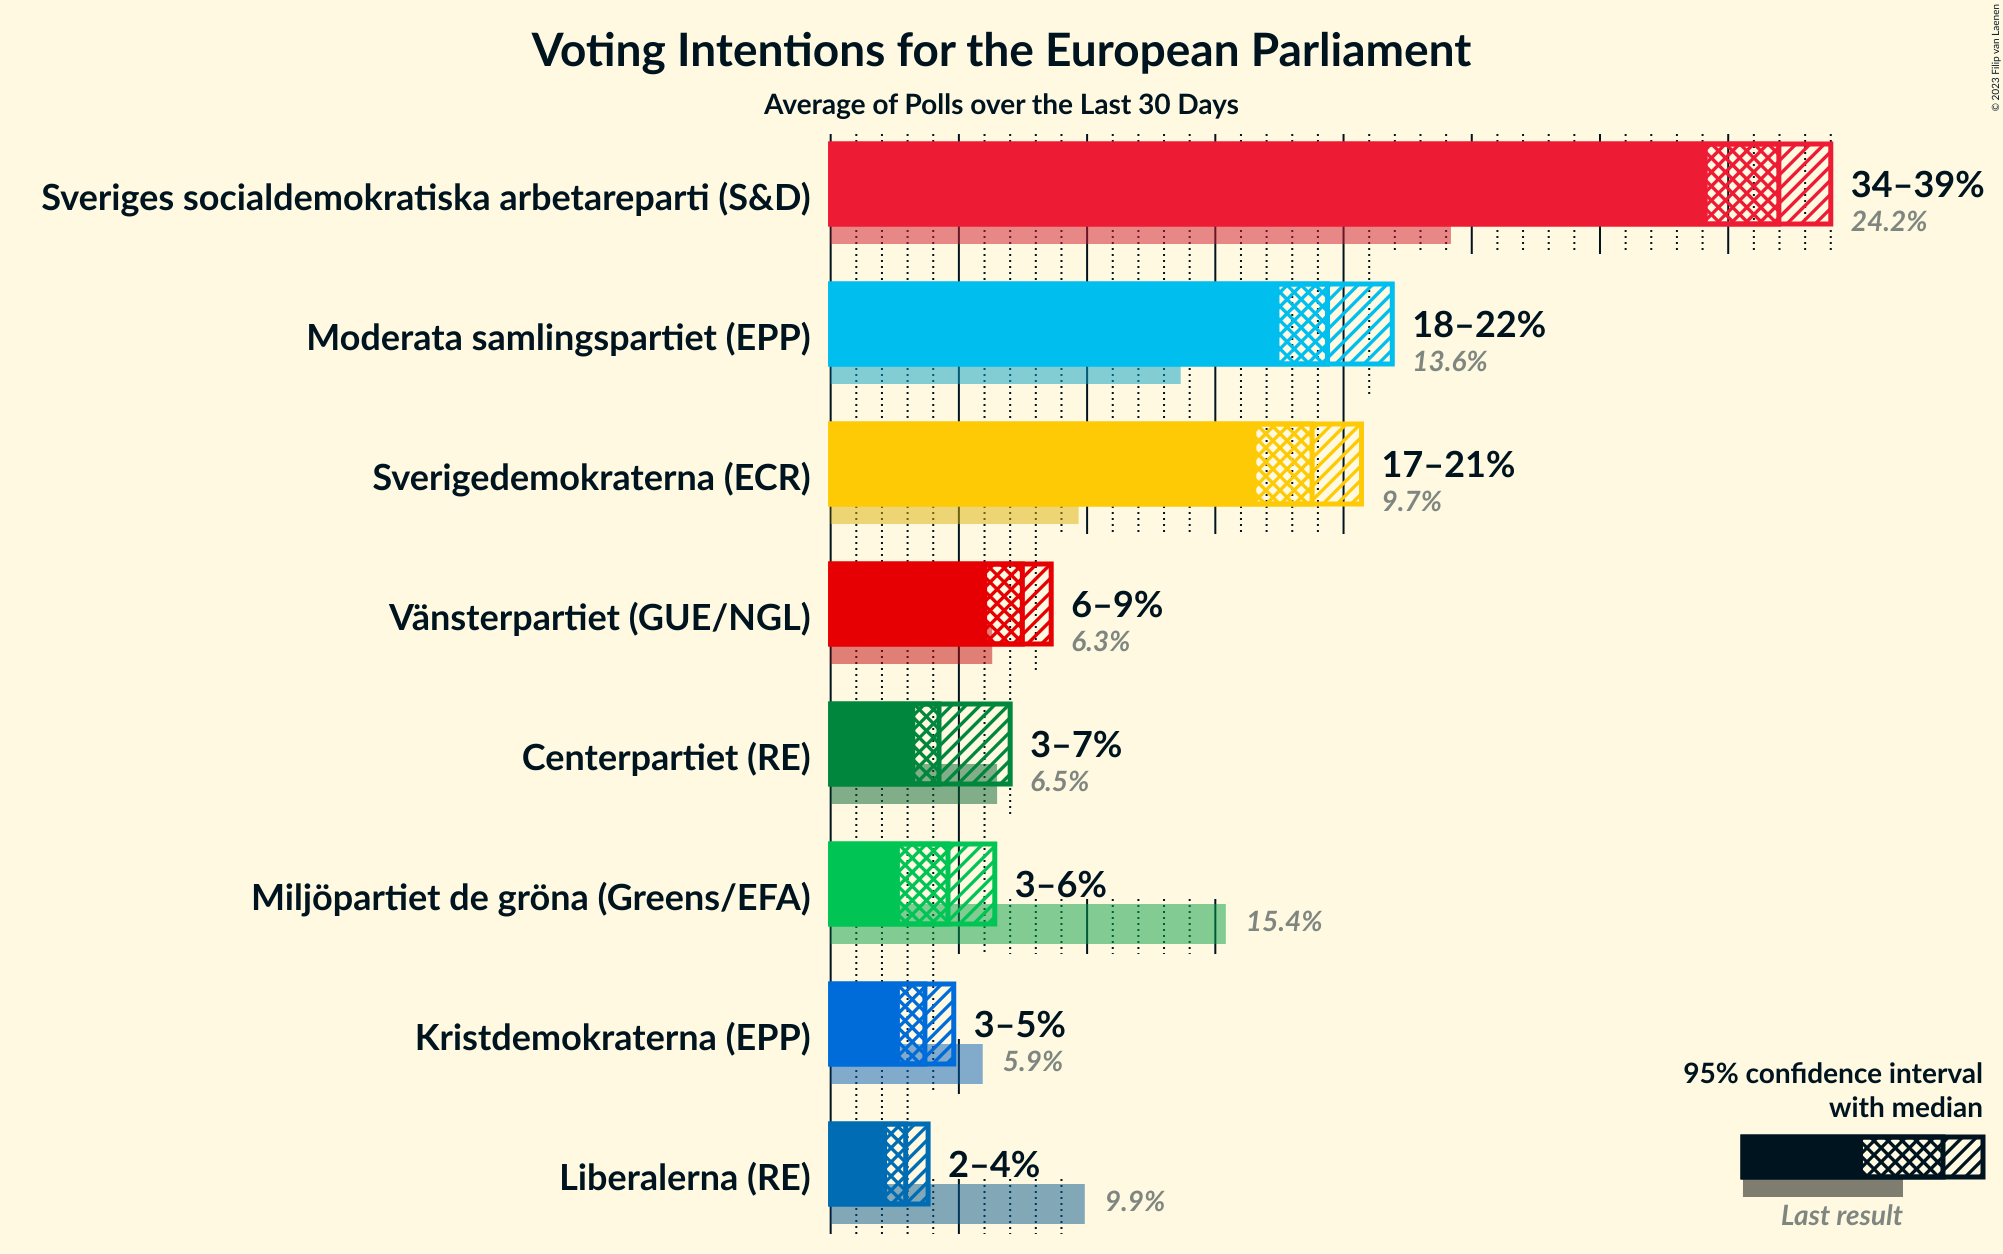 Voting Intentions for the European Parliament
Average of Polls over the Last 30 Days
© 2023 Filip van Laenen
Sveriges socialdemokratiska arbetareparti (S&D)
34–39%
24.2%
Moderata samlingspartiet (EPP)
18–22%
13.6%
Sverigedemokraterna (ECR)
17–21%
9.7%
Vänsterpartiet (GUE/NGL)
6–9%
6.3%
Centerpartiet (RE)
3–7%
6.5%
Miljöpartiet de gröna (Greens/EFA)
3–6%
15.4%
Kristdemokraterna (EPP)
3–5%
5.9%
Liberalerna (RE)
2–4%
9.9%
95% confidence interval
with median
Last result